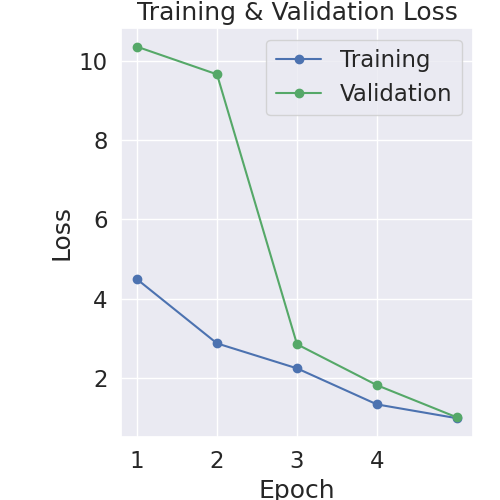 Training & Validation Loss
Training
Validation
Loss
10
8
6
4
2
1 2 3 4
Epoch